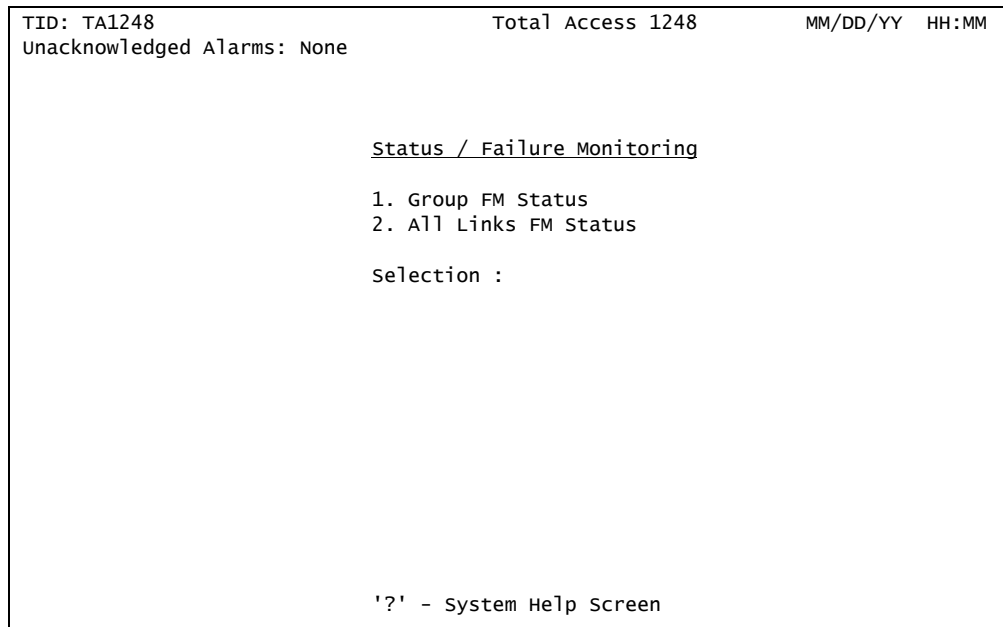 TID: TA1248 Total Access 1248 MM/DD/YY HH:MM
Unacknowledged Alarms: None
Status / Failure Monitoring
1. Group FM Status
2. All Links FM Status
Selection :
'?' - System Help Screen